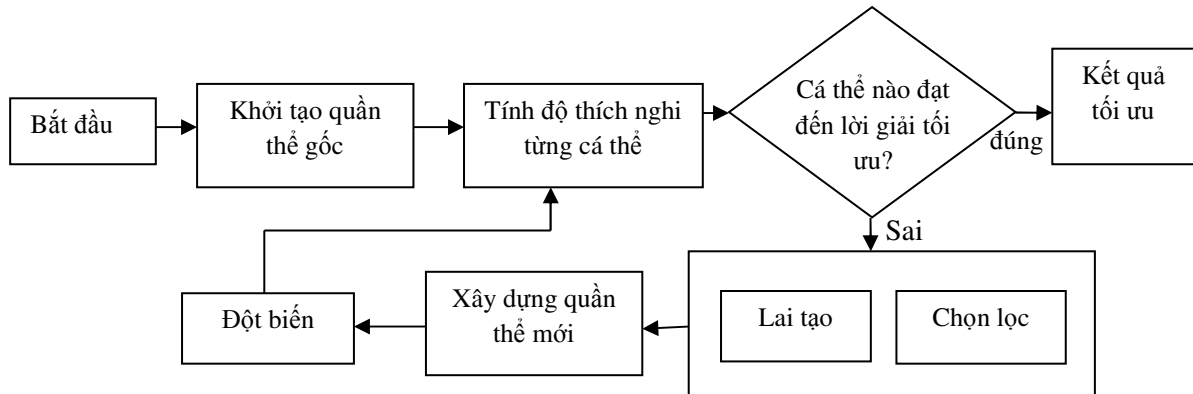 Bắt đầu
Khởi tạo quần
thể gốc
Tính độ thích nghi
từng cá thể
Cá thể nào đạt
đến lời giải tối
ưu?
đúng
Kết quả
tối ưu
Sai
Lai tạo
Chọn lọc
Xây dựng quần
thể mới
Đột biến